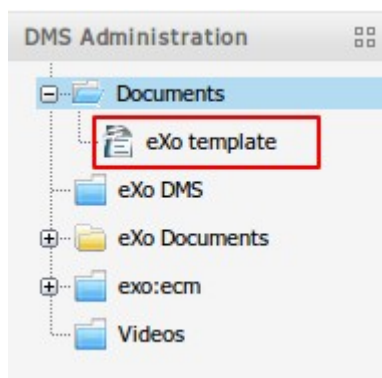 DMS Administration
Documents
eXo template
eXo DMS
eXo Documents
exo:ecm
Videos